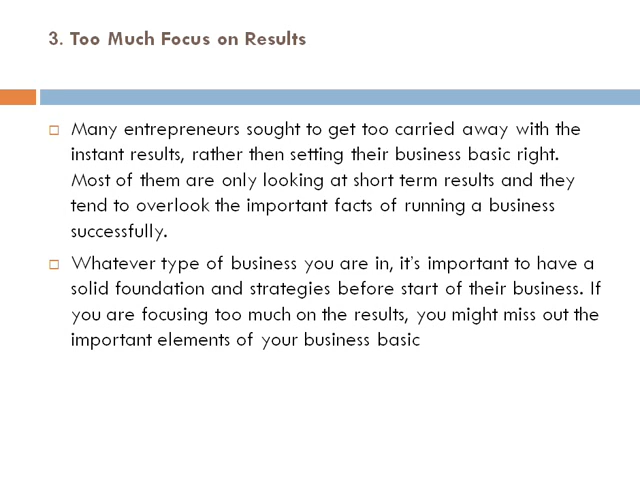 3. Too Much Focus on Results
Many entrepreneurs sought to get too carried away with the
instant results, rather then setting their business basic right.
Most of them are only looking at short term results and they
tend to overlook the important facts of running a business
successfully.
Whatever type of business you are in, it's important to have a
solid foundation and strategies before start of their business. If
you are focusing too much on the results, you might miss out the
important elements of your business basic